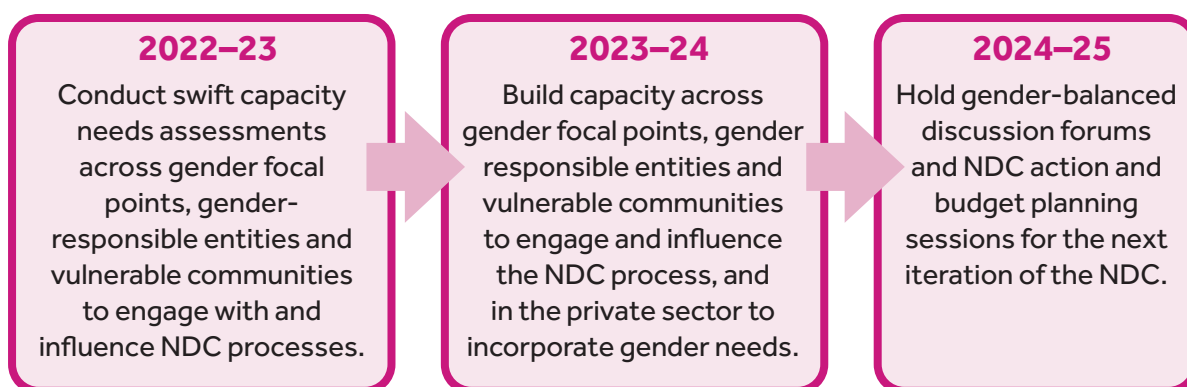 2022–23
Conduct swift capacity
needs assessments
across gender focal
points, gender-
responsible entities and
vulnerable communities
to engage with and
influence NDC processes.
2023–24
Build capacity across
gender focal points, gender
responsible entities and
vulnerable communities
to engage and influence
the NDC process, and
in the private sector to
incorporate gender needs.
2024–25
Hold gender-balanced
discussion forums
and NDC action and
budget planning
sessions for the next
iteration of the NDC.